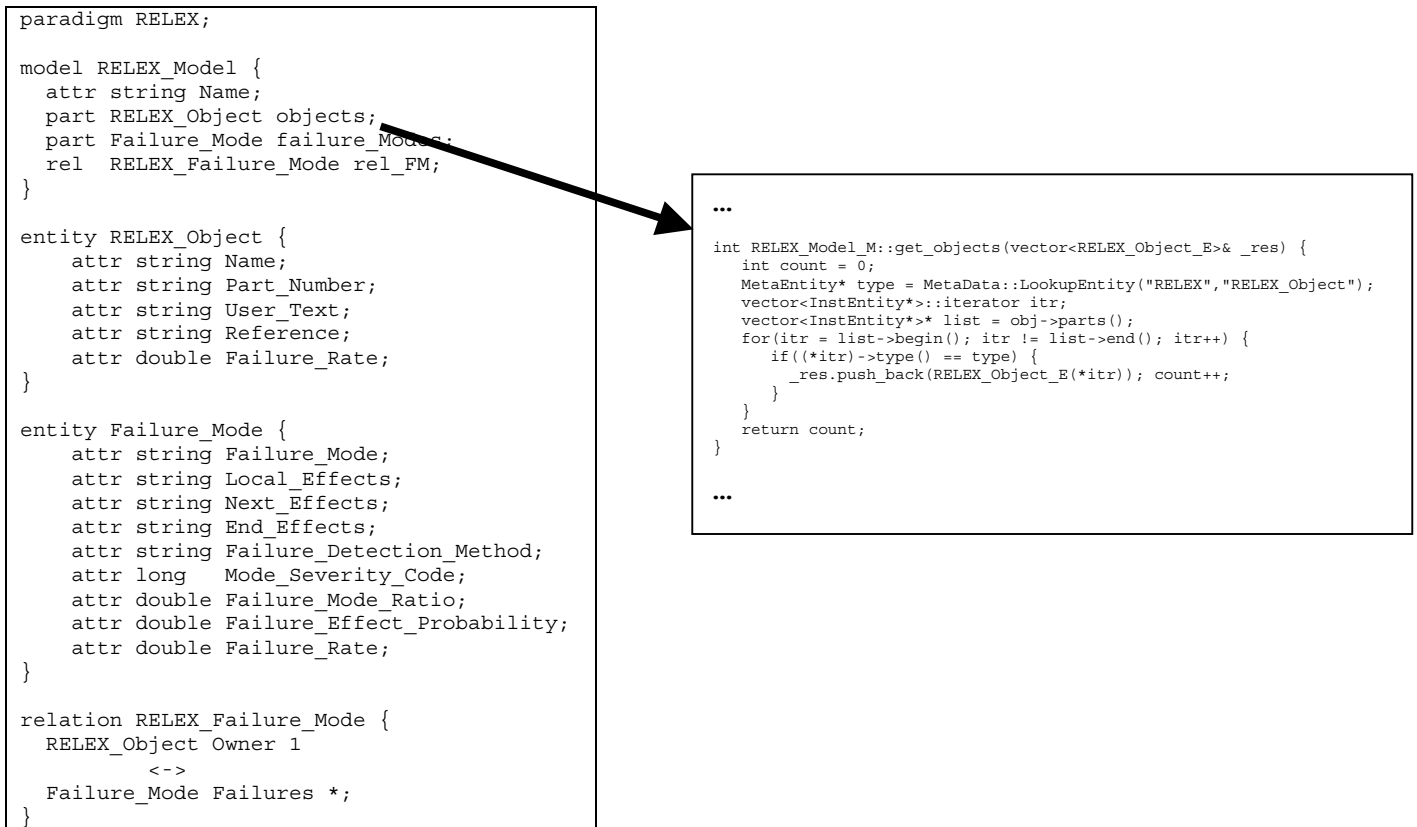 paradigm RELEX;
model RELEX_Model {
attr string Name;
part RELEX_Object objects;
part Failure_Mode failure_Modes;
rel  RELEX_Failure_Mode rel_FM;
}
entity RELEX_Object {
attr string Name;
attr string Part_Number;
attr string User_Text;
attr string Reference;
attr double Failure_Rate;
}
entity Failure_Mode {
attr string Failure_Mode;
attr string Local_Effects;
attr string Next_Effects;
attr string End_Effects;
attr string Failure_Detection_Method;
attr long   Mode_Severity_Code;
attr double Failure_Mode_Ratio;
attr double Failure_Effect_Probability;
attr double Failure_Rate;
}
relation RELEX_Failure_Mode {
RELEX_Object Owner 1
<->
Failure_Mode Failures *;
}
...
int RELEX_Model_M::get_objects(vector<RELEX_Object_E>& _res) {
int count = 0;
MetaEntity* type = MetaData::LookupEntity("RELEX","RELEX_Object");
vector<InstEntity*>::iterator itr;
vector<InstEntity*>* list = obj->parts();
for(itr = list->begin(); itr != list->end(); itr++) {
if((*itr)->type() == type) {
_res.push_back(RELEX_Object_E(*itr)); count++;
}
}
return count;
}
...